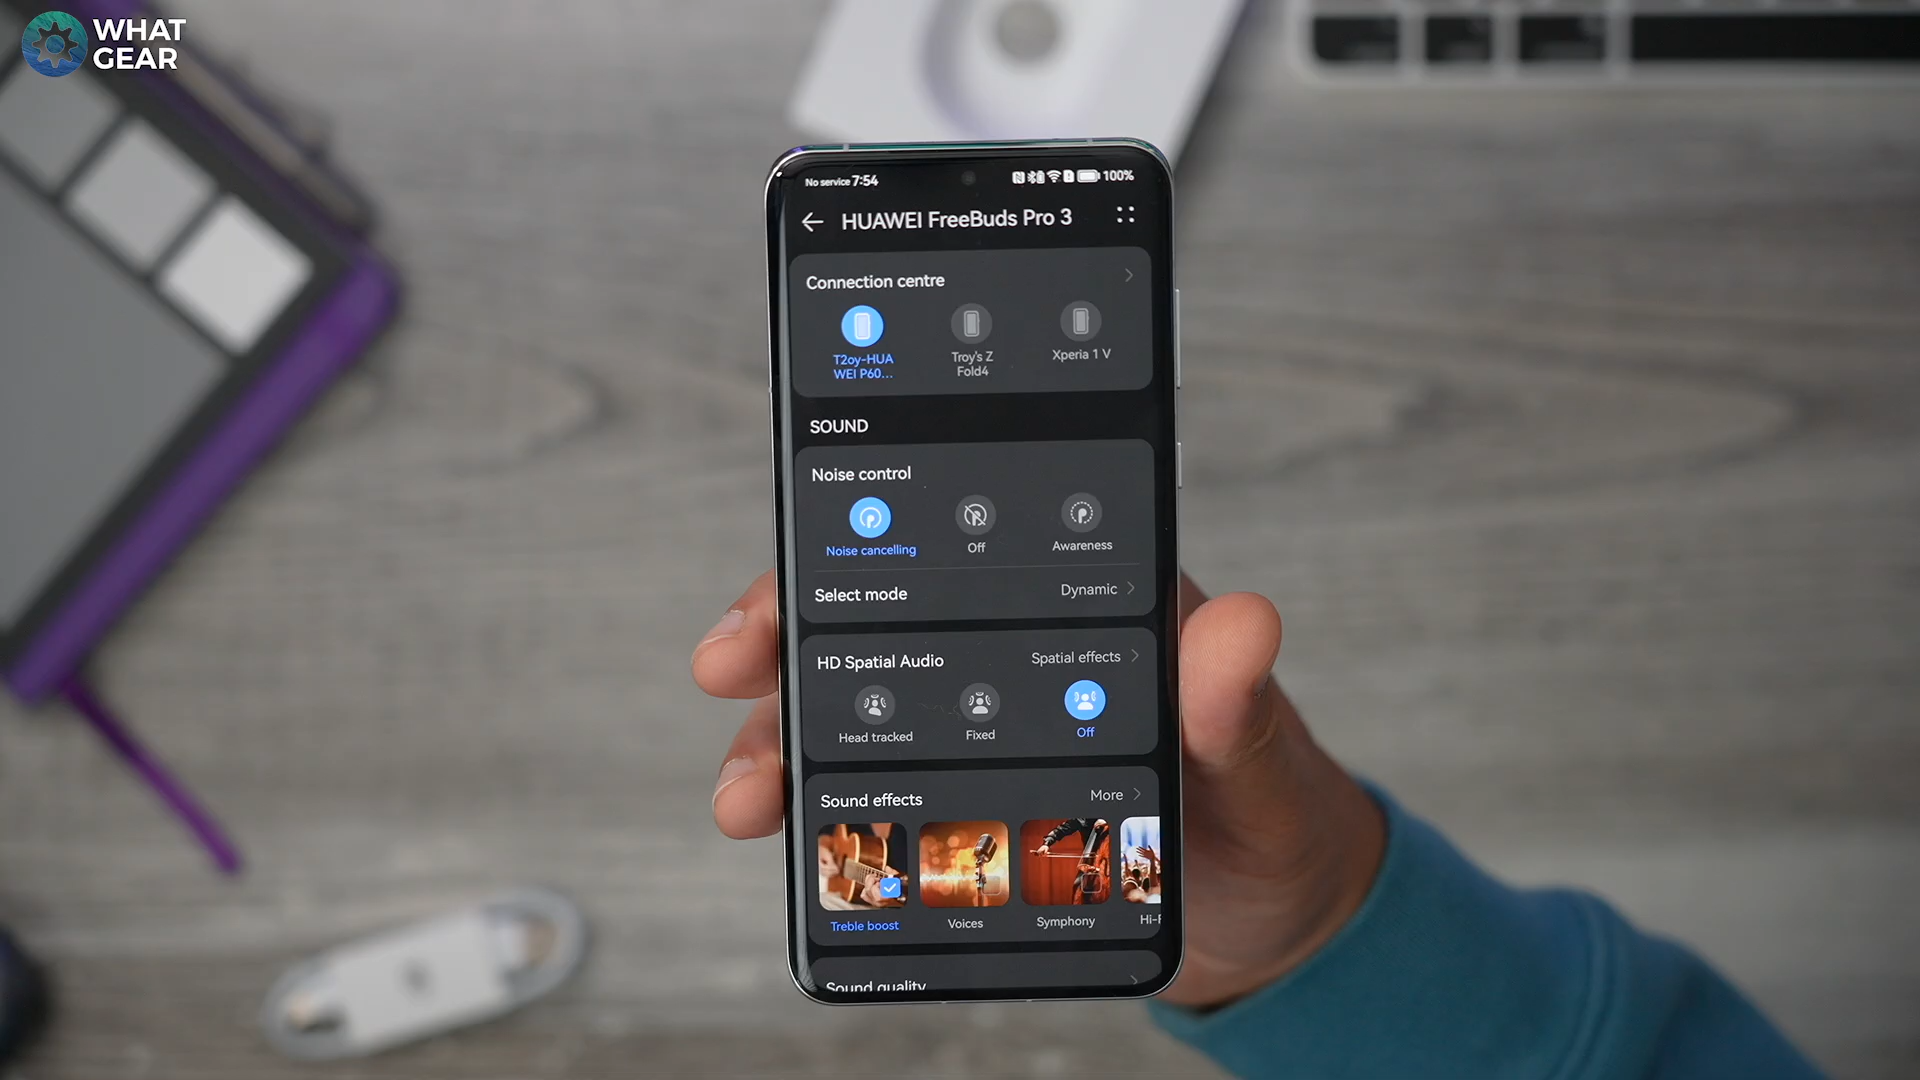 WHAT
GEAR
No service 7:54
100%
HUAWEI FreeBuds Pro 3
Connection centre
T2oy-HUA
WEI P60...
Troy's Z
Fold4
Xperia 1 V
SOUND
Noise control
Noise cancelling
Off
Awareness
Select mode
Dynamic
HD Spatial Audio
Spatial effects
Head tracked
Fixed
Off
Sound effects
More
Treble boost
Voices
Symphony
Hi-F
Sound quality